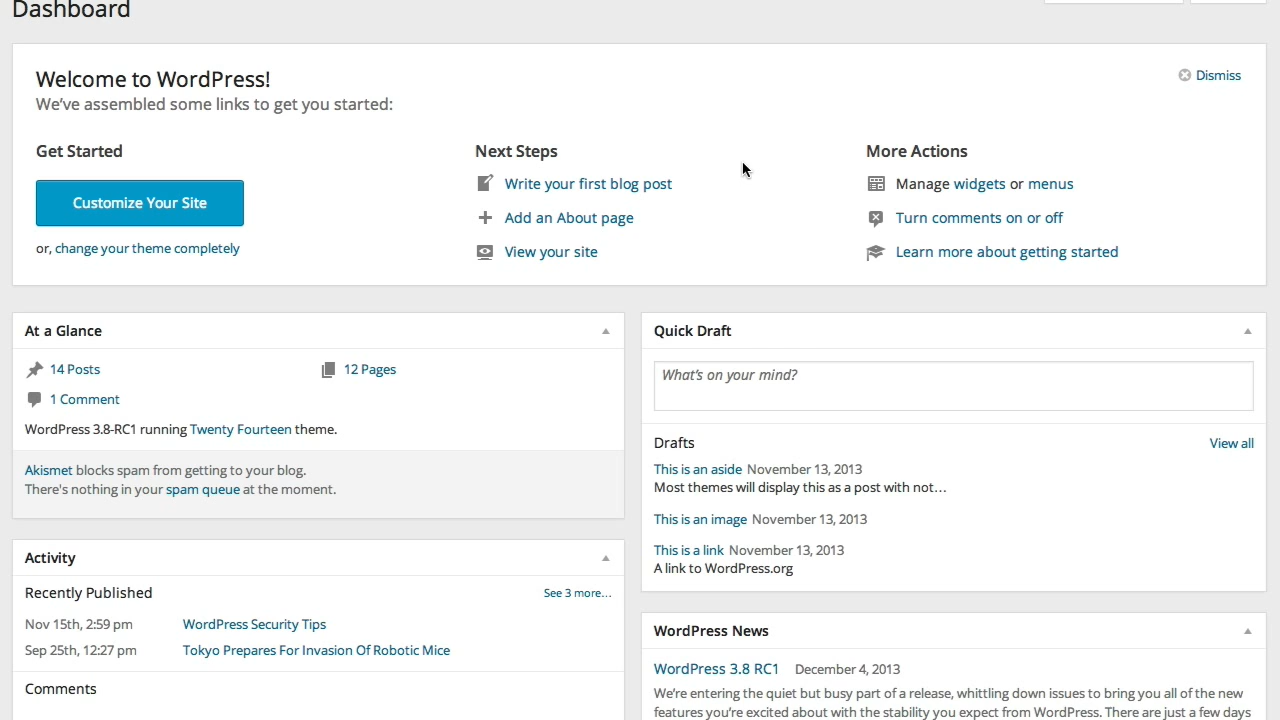 Dashboard
Welcome to WordPress!
Dismiss
We've assembled some links to get you started:
Get Started
Customize Your Site
or, change your theme completely
Next Steps
Write your first blog post
Add an About page
View your site
More Actions
Manage widgets or menus
Turn comments on or off
Learn more about getting started
At a Glance
14 Posts
12 Pages
1 Comment
WordPress 3.8-RC1 running Twenty Fourteen theme.
Akismet blocks spam from getting to your blog.
There's nothing in your spam queue at the moment.
Activity
Recently Published
See 3 more…
Nov 15th, 2:59 pm WordPress Security Tips
Sep 25th, 12:27 pm Tokyo Prepares For Invasion Of Robotic Mice
Comments
Quick Draft
What's on your mind?
Drafts
View all
This is an aside November 13, 2013
Most themes will display this as a post with not…
This is an image November 13, 2013
This is a link November 13, 2013
A link to WordPress.org
WordPress News
WordPress 3.8 RC1 December 4, 2013
We're entering the quiet but busy part of a release, whittling down issues to bring you all of the new
features you're excited about with the stability you expect from WordPress. There are just a few days